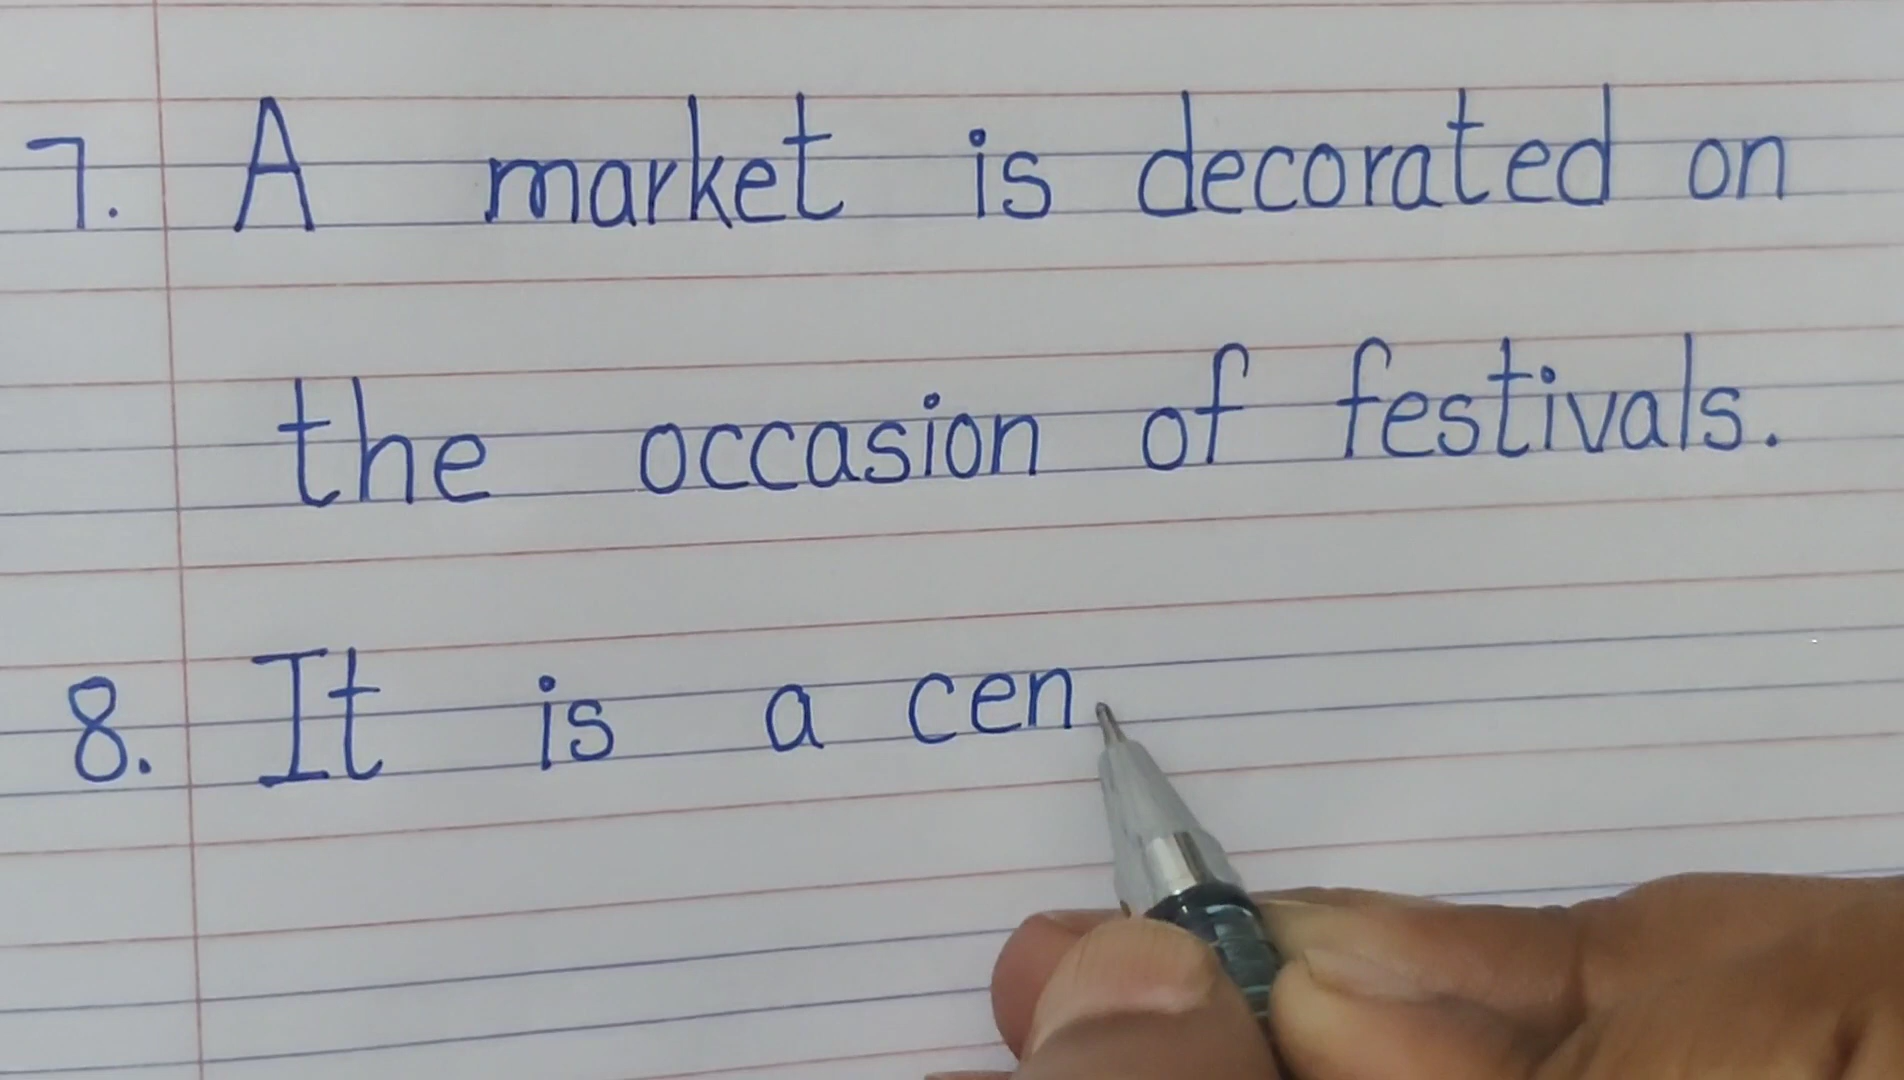 7. A market is decorated on
the occasion of festivals.
8. It is a cen